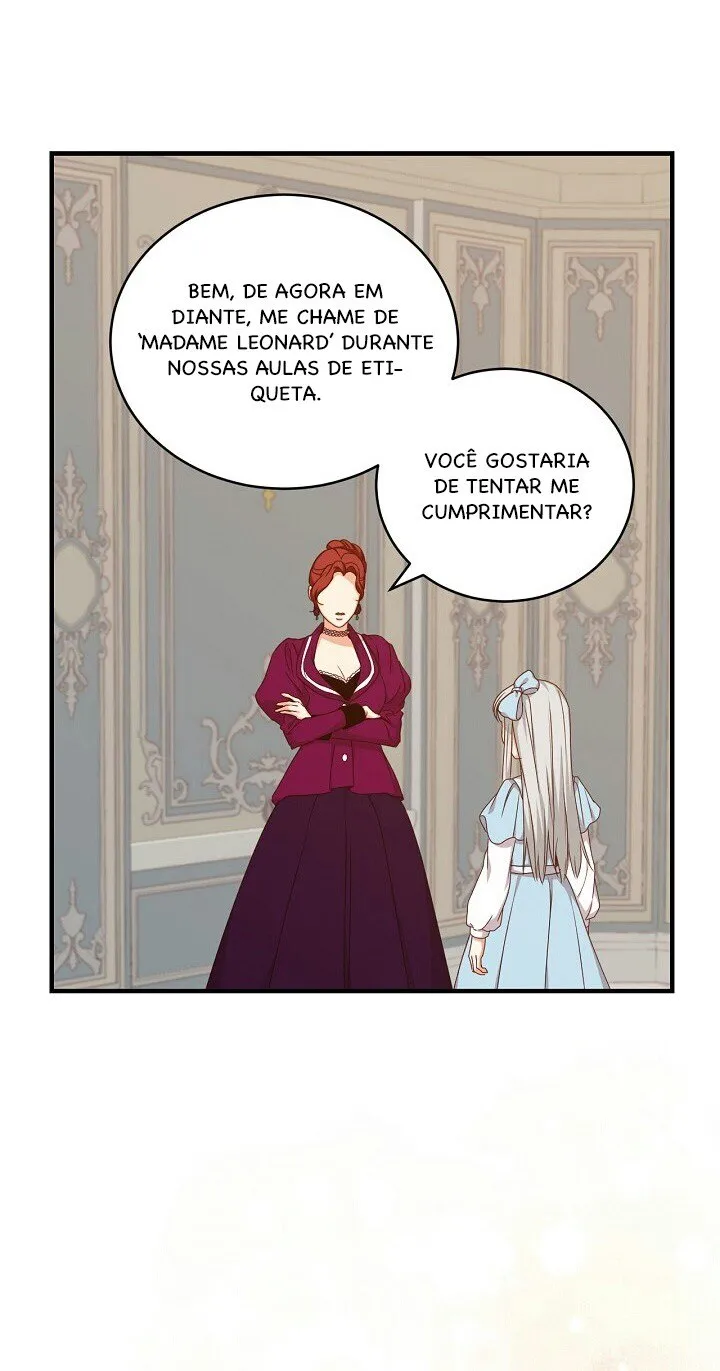 BEM, DE AGORA EM
DIANTE, ME CHAME DE
'MADAME LEONARD' DURANTE
NOSSAS AULAS DE ETI-
QUETA.
VOCÊ GOSTARIA
DE TENTAR ME
CUMPRIMENTAR?